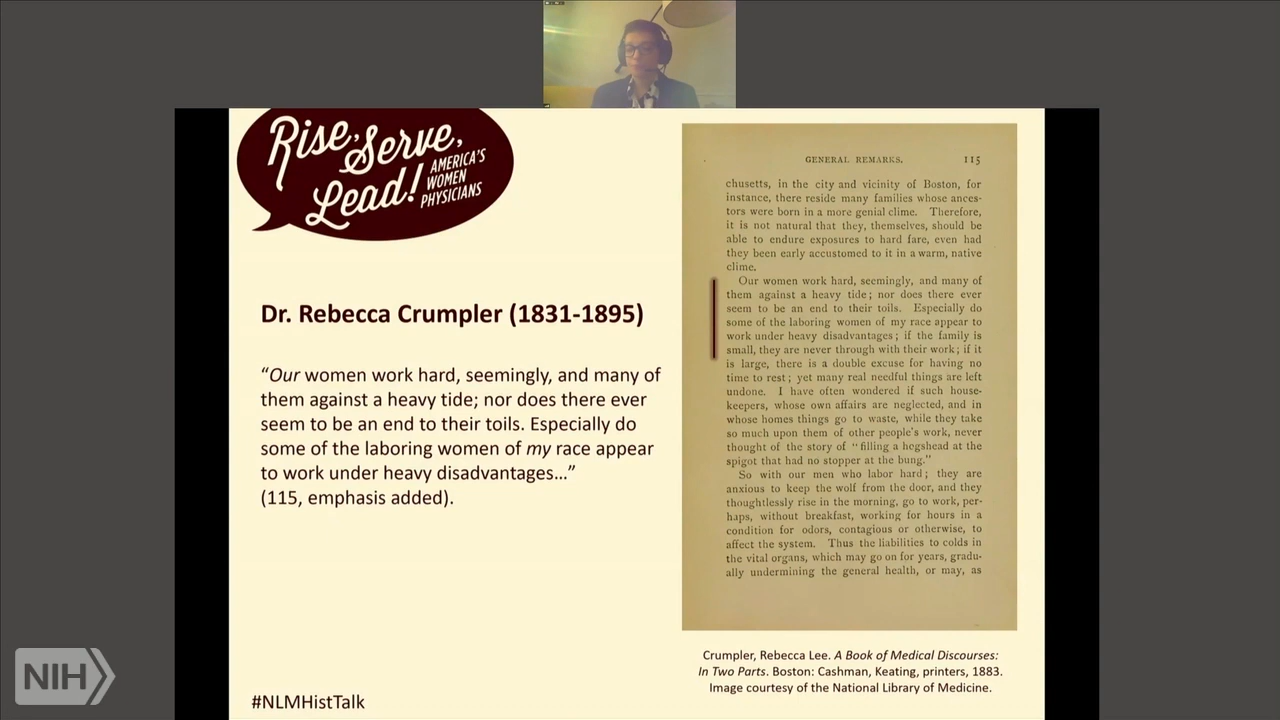 Rise, Serve,
Lead! AMERICA'S
WOMEN
PHYSICIANS
Dr. Rebecca Crumpler (1831-1895)
“Our women work hard, seemingly, and many of
them against a heavy tide; nor does there ever
seem to be an end to their toils. Especially do
some of the laboring women of my race appear
to work under heavy disadvantages…”
(115, emphasis added).
GENERAL REMARKS. 115
chusetts, in the city and vicinity of Boston, for
instance, there reside many families whose ances-
tors were born in a more genial clime. Therefore,
it is not natural that they, themselves, should be
able to endure exposures to hard fare, even had
they been early accustomed to it in a warm, native
clime.
Our women work hard, seemingly, and many of
them against a heavy tide; nor does there ever
seem to be an end to their toils. Especially do
some of the laboring women of my race appear to
work under heavy disadvantages; if the family is
small, they are never through with their work; if it
is large, there is a double excuse for having no
time to rest; yet many real needful things are left
undone. I have often wondered if such house-
keepers, whose own affairs are neglected, and in
whose homes things go to waste, while they take
so much upon them of other people's work, never
thought of the story of "filling a hegshead at the
spigot that had no stopper at the bung."
So with our men who labor hard; they are
anxious to keep the wolf from the door, and they
thoughtlessly rise in the morning, go to work, per-
haps, without breakfast, working for hours in a
condition for odors, contagious or otherwise, to
affect the system. Thus the liabilities to colds in
the vital organs, which may go on for years, gradu-
ally undermining the general health, or may, as
Crumpler, Rebecca Lee. A Book of Medical Discourses:
In Two Parts. Boston: Cashman, Keating, printers, 1883.
Image courtesy of the National Library of Medicine.
NIH
#NLMHistTalk